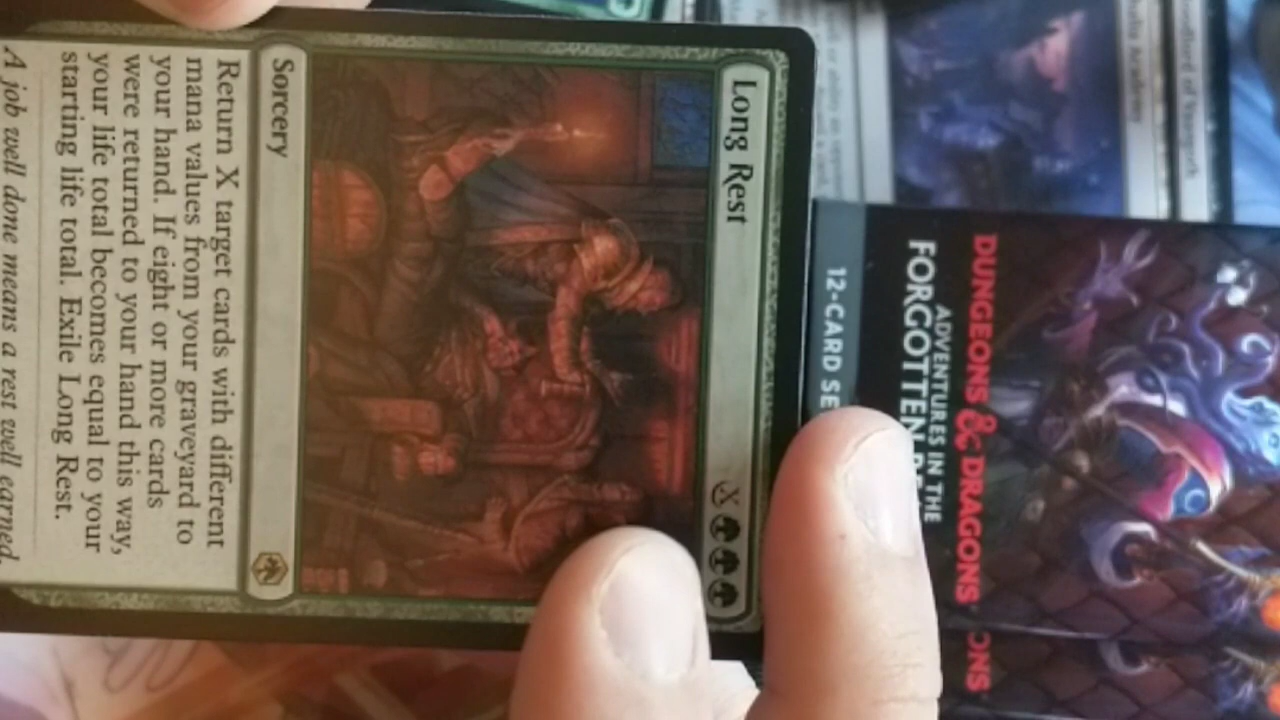 Long Rest
Sorcery
Return X target cards with different
mana values from your graveyard to
your hand. If eight or more cards
were returned to your hand this way,
your life total becomes equal to your
starting life total. Exile Long Rest.
A job well done means a rest well earned.
12-CARD SE
DUNGEONS & DRAGONS
ADVENTURES IN THE
FORGOTTEN
ONS